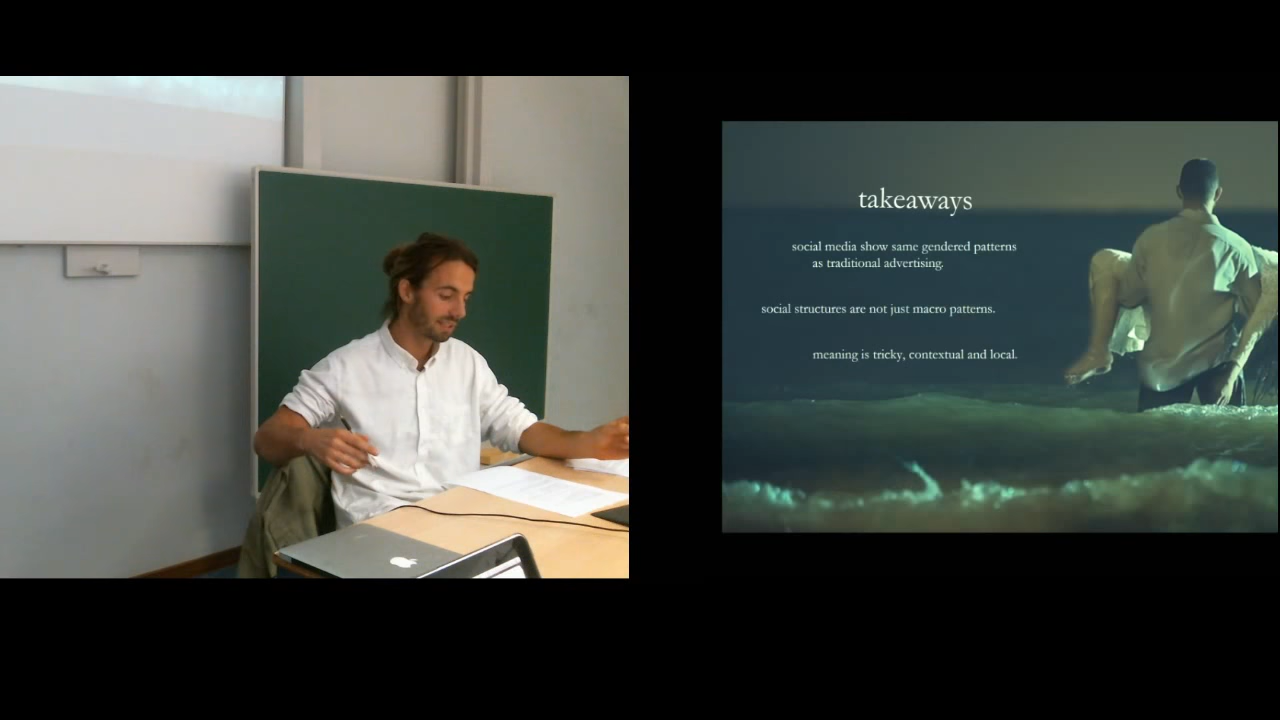 takeaways
social media show same gendered patterns
as traditional advertising.
social structures are not just macro patterns.
meaning is tricky, contextual and local.